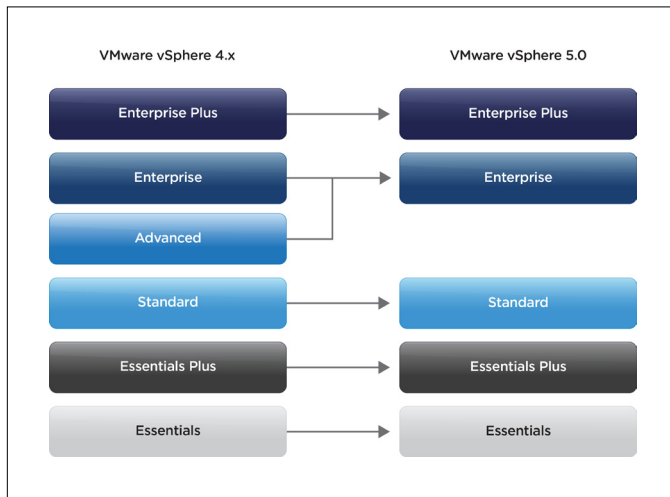 VMware vSphere 4.x
VMware vSphere 5.0
Enterprise Plus
Enterprise Plus
Enterprise
Enterprise
Advanced
Standard
Standard
Essentials Plus
Essentials Plus
Essentials
Essentials